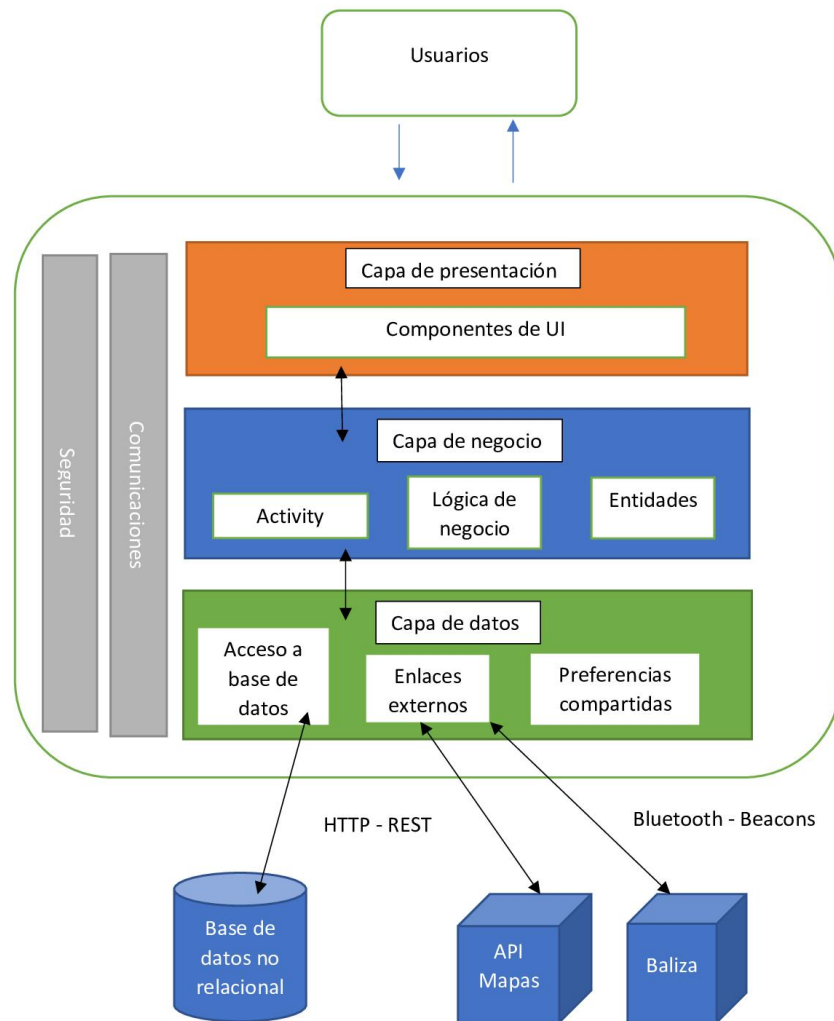 Usuarios
Seguridad
Comunicaciones
Capa de presentación
Componentes de UI
Capa de negocio
Activity
Lógica de
negocio
Entidades
Capa de datos
Acceso a
base de
datos
Enlaces
externos
Preferencias
compartidas
HTTP - REST
Bluetooth - Beacons
Base de
datos no
relacional
API
Mapas
Baliza